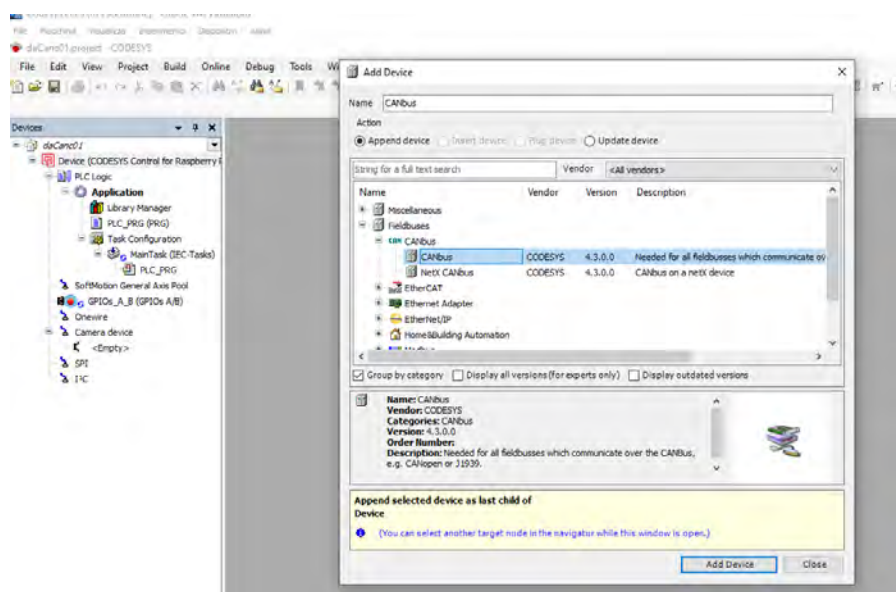 daCanc01.project - CODESYS
File Edit View Project Build Online Debug Tools
Devices
daCanc01
Device (CODESYS Control for Raspberry
PLC Logic
Application
Library Manager
PLC_PRG (PRG)
Task Configuration
MainTask (IEC-Tasks)
PLC_PRG
SoftMotion General Axis Pool
GPIOs_A_B (GPIOs A/B)
Onewire
Camera device
<Empty>
SPI
I²C
Add Device
Name CANbus
Action
Append device Insert device Plug device Update device
String for a full text search Vendor <All vendors>
Name Vendor Version Description
Miscellaneous
Fieldbuses
CAN CANbus
CANbus CODESYS 4.3.0.0 Needed for all fieldbusses which communicate ov
NetX CANbus CODESYS 4.3.0.0 CANbus on a netX device
EtherCAT
Ethernet Adapter
EtherNet/IP
Home&Building Automation
Group by category Display all versions (for experts only) Display outdated versions
Name: CANbus
Vendor: CODESYS
Categories: CANbus
Version: 4.3.0.0
Order Number:
Description: Needed for all fieldbusses which communicate over the CANBus,
e.g. CANopen or J1939.
Append selected device as last child of
Device
(You can select another target node in the navigator while this window is open.)
Add Device Close